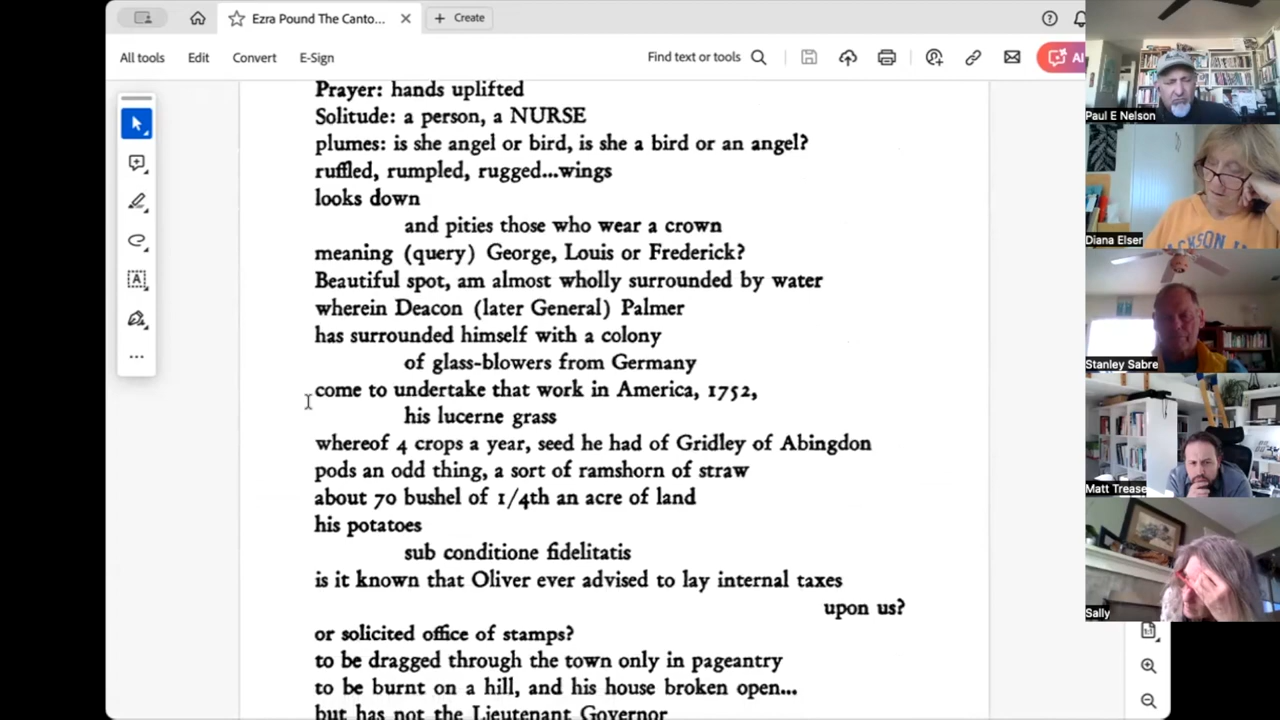 Ezra Pound The Canto...
Create
All tools
Edit
Convert
E-Sign
Find text or tools
AI
Prayer: hands uplifted
Solitude: a person, a NURSE
plumes: is she angel or bird, is she a bird or an angel?
ruffled, rumpled, rugged...wings
looks down
and pities those who wear a crown
meaning (query) George, Louis or Frederick?
Beautiful spot, am almost wholly surrounded by water
wherein Deacon (later General) Palmer
has surrounded himself with a colony
of glass-blowers from Germany
come to undertake that work in America, 1752,
his lucerne grass
whereof 4 crops a year, seed he had of Gridley of Abingdon
pods an odd thing, a sort of ramshorn of straw
about 70 bushel of 1/4th an acre of land
his potatoes
sub conditione fidelitatis
is it known that Oliver ever advised to lay internal taxes
upon us?
or solicited office of stamps?
to be dragged through the town only in pageantry
to be burnt on a hill, and his house broken open...
but has not the Lieutenant Governor
Paul E Nelson
Diana Elser
Stanley Sabre
Matt Trease
Sally